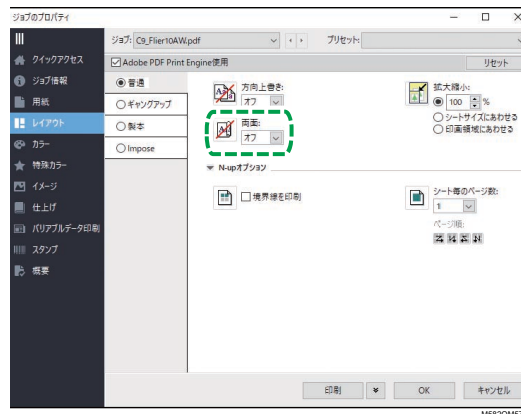 ジョブのプロパティ
ジョブ: C9_Flier10AW.pdf
プリセット:
Adobe PDF Print Engine使用
リセット
クイックアクセス
ジョブ情報
用紙
レイアウト
カラー
特殊カラー
イメージ
仕上げ
バリアブルデータ印刷
スタンプ
概要
普通
ギャングアップ
製本
Impose
方向上書き:
オフ
両面:
オフ
拡大縮小:
100 %
シートサイズにあわせる
印画領域にあわせる
N-upオプション
境界線を印刷
シート毎のページ数:
1
ページ順:
印刷
OK
キャンセル